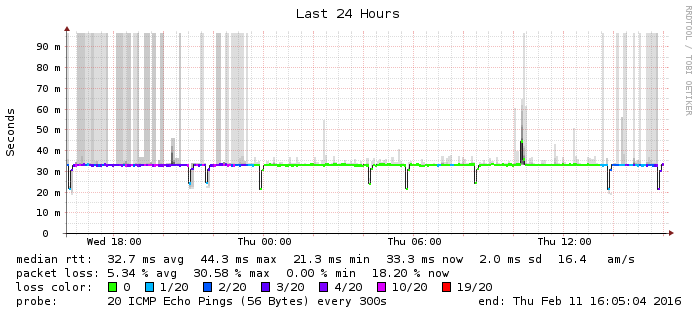 Last 24 Hours
RRDTOOL / TOBI OETIKER
Seconds
90 m
80 m
70 m
60 m
50 m
40 m
30 m
20 m
10 m
0
Wed 18:00 Thu 00:00 Thu 06:00 Thu 12:00
median rtt: 32.7 ms avg 44.3 ms max 21.3 ms min 33.3 ms now 2.0 ms sd 16.4 am/s
packet loss: 5.34 % avg 30.58 % max 0.00 % min 18.20 % now
loss color: 0 1/20 2/20 3/20 4/20 10/20 19/20
probe: 20 ICMP Echo Pings (56 Bytes) every 300s end: Thu Feb 11 16:05:04 2016